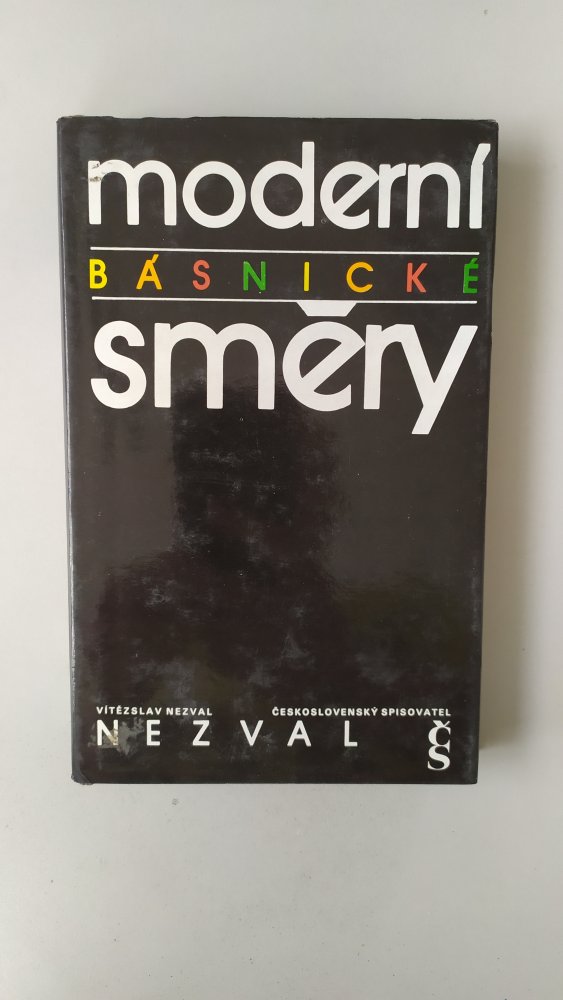 moderní
BÁSNICKÉ
směry
VÍTĚZSLAV NEZVAL
ČESKOSLOVENSKÝ SPISOVATEL
NEZVAL
ČS